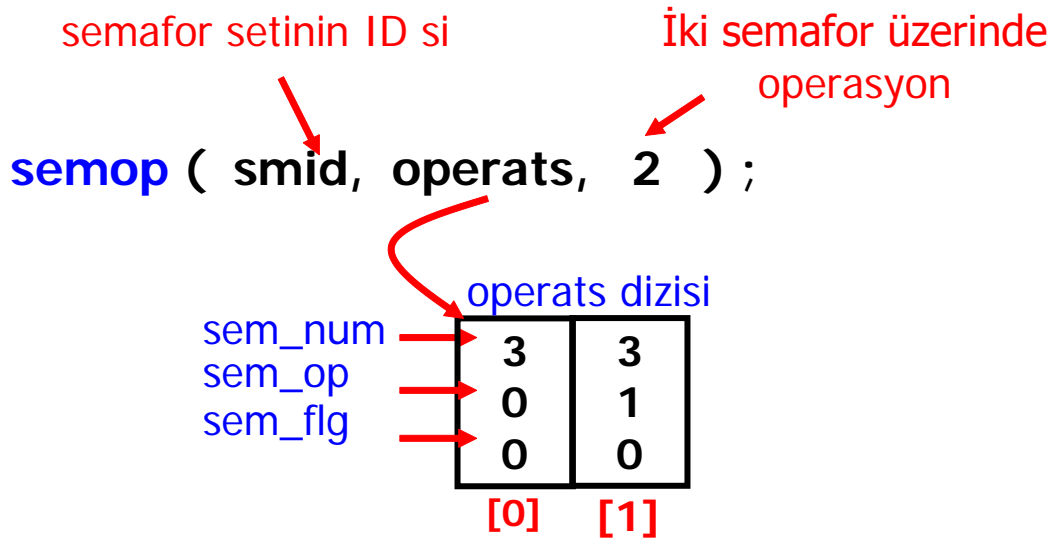 semafor setinin ID si
İki semafor üzerinde
operasyon
semop ( smid, operats, 2 ) ;
operats dizisi
sem_num
sem_op
sem_flg
3 3
0 1
0 0
[0] [1]